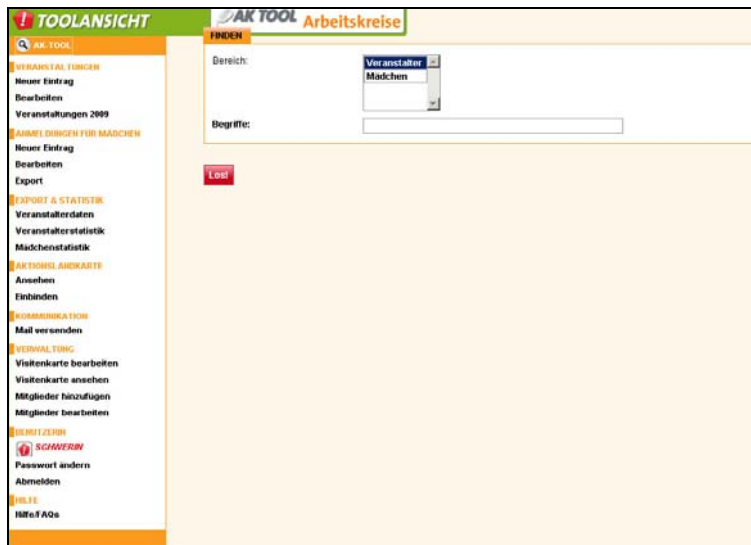 TOOLANSICHT
AK-TOOL
VERANSTALTUNGEN
Neuer Eintrag
Bearbeiten
Veranstaltungen 2009
ANMELDUNGEN FÜR MÄDCHEN
Neuer Eintrag
Bearbeiten
Export
EXPORT & STATISTIK
Veranstalterdaten
Veranstalterstatistik
Mädchenstatistik
AKTIONSLANDKARTE
Ansehen
Einbinden
KOMMUNIKATION
Mail versenden
VERWALTUNG
Visitenkarte bearbeiten
Visitenkarte ansehen
Mitglieder hinzufügen
Mitglieder bearbeiten
BENUTZERIN
SCHWERIN
Passwort ändern
Abmelden
HILFE
Hilfe/FAQs
AK TOOL Arbeitskreise
FINDEN
Bereich:
Veranstalter
Mädchen
Begriffe:
Los!